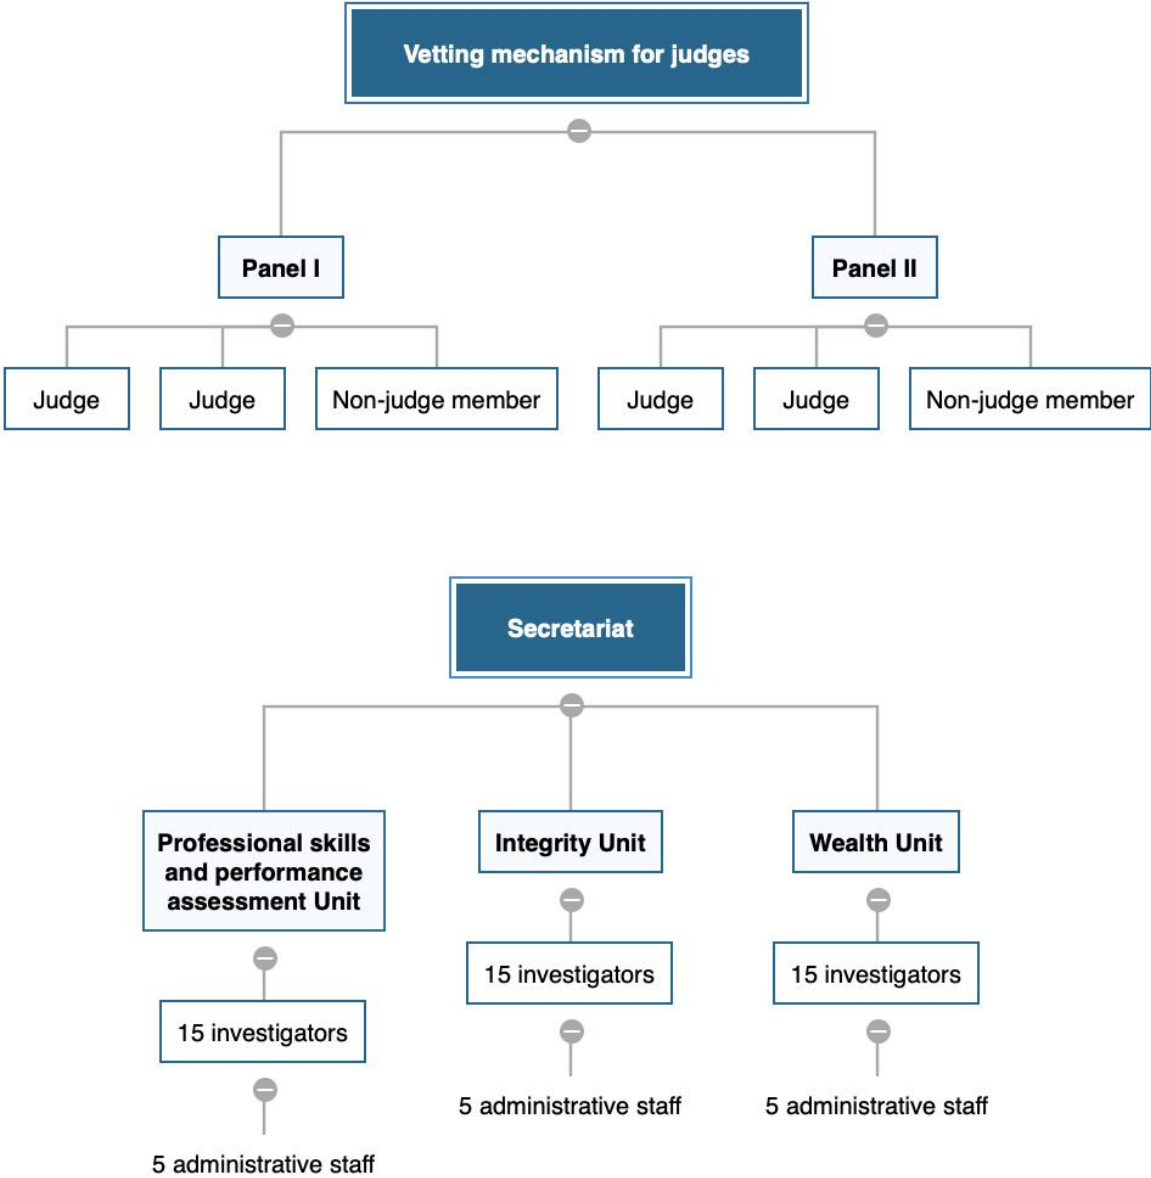 Vetting mechanism for judges
Panel I
Panel II
Judge
Judge
Non-judge member
Judge
Judge
Non-judge member
Secretariat
Professional skills
and performance
assessment Unit
Integrity Unit
Wealth Unit
15 investigators
15 investigators
15 investigators
5 administrative staff
5 administrative staff
5 administrative staff